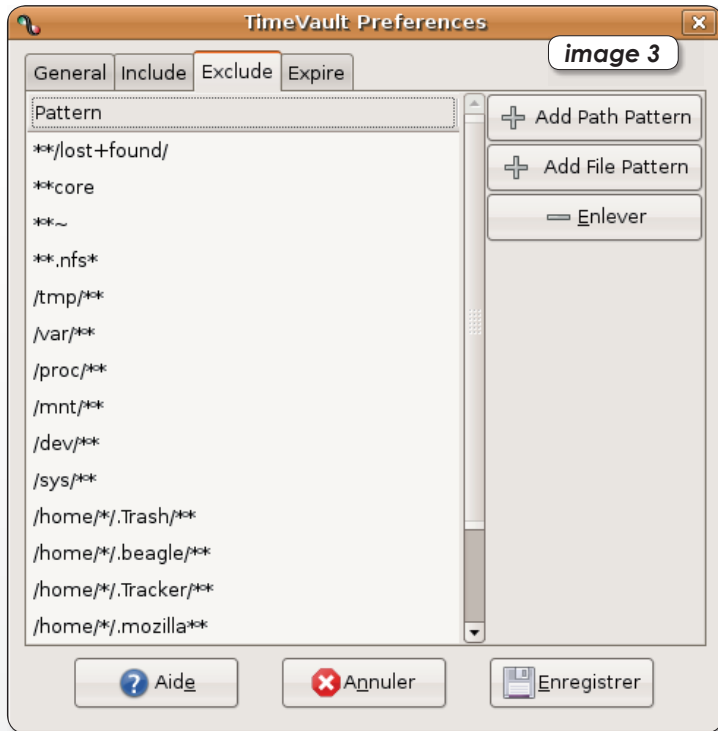 TimeVault Preferences
image 3
General Include Exclude Expire
Pattern
**/lost+found/
**core
**~
**.nfs*
/tmp/**
/var/**
/proc/**
/mnt/**
/dev/**
/sys/**
/home/*/.Trash/**
/home/*/.beagle/**
/home/*/.Tracker/**
/home/*/.mozilla**
Add Path Pattern
Add File Pattern
Enlever
Aide
Annuler
Enregistrer